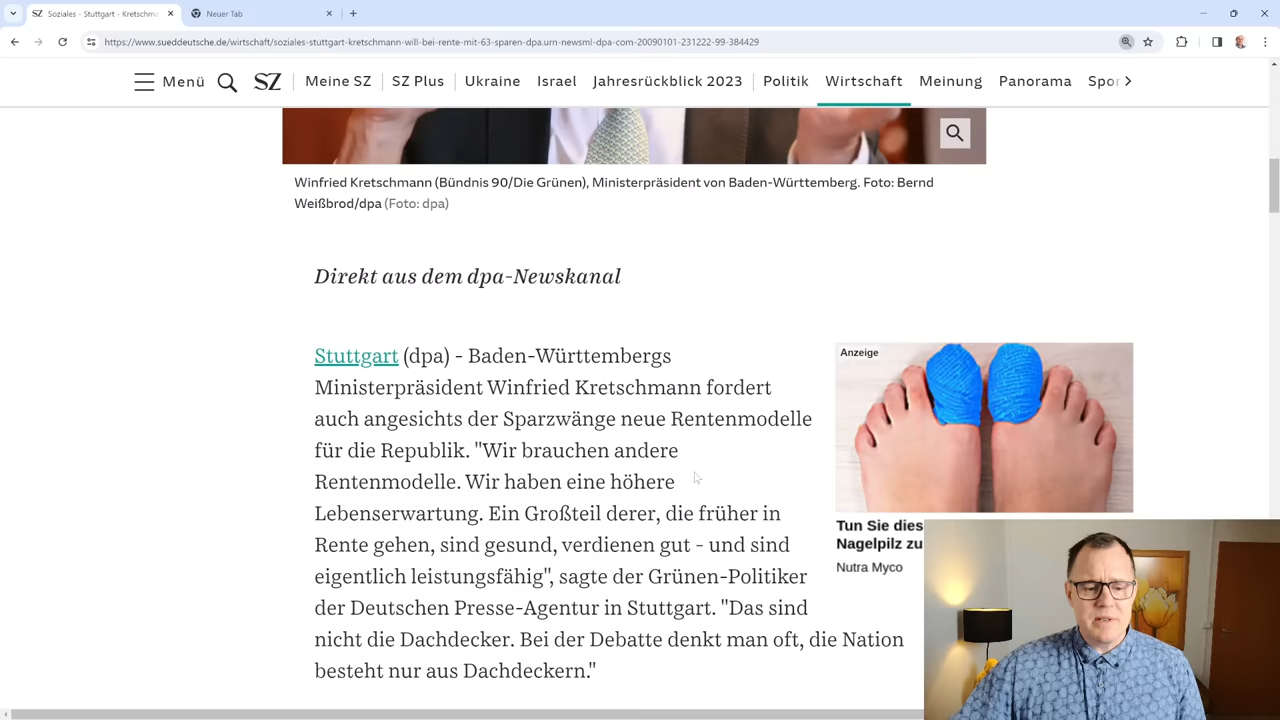 SZ Soziales - Stuttgart - Kretschma
Neuer Tab
https://www.sueddeutsche.de/wirtschaft/soziales-stuttgart-kretschmann-will-bei-rente-mit-63-sparen-dpa.urn-newsml-dpa-com-20090101-231222-99-384429
Menü SZ Meine SZ SZ Plus Ukraine Israel Jahresrückblick 2023 Politik Wirtschaft Meinung Panorama Spor
Winfried Kretschmann (Bündnis 90/Die Grünen), Ministerpräsident von Baden-Württemberg. Foto: Bernd
Weißbrod/dpa (Foto: dpa)
Direkt aus dem dpa-Newskanal
Stuttgart (dpa) - Baden-Württembergs
Ministerpräsident Winfried Kretschmann fordert
auch angesichts der Sparzwänge neue Rentenmodelle
für die Republik. "Wir brauchen andere
Rentenmodelle. Wir haben eine höhere
Lebenserwartung. Ein Großteil derer, die früher in
Rente gehen, sind gesund, verdienen gut - und sind
eigentlich leistungsfähig", sagte der Grünen-Politiker
der Deutschen Presse-Agentur in Stuttgart. "Das sind
nicht die Dachdecker. Bei der Debatte denkt man oft, die Nation
besteht nur aus Dachdeckern."
Anzeige
Tun Sie dies
Nagelpilz zu
Nutra Myco